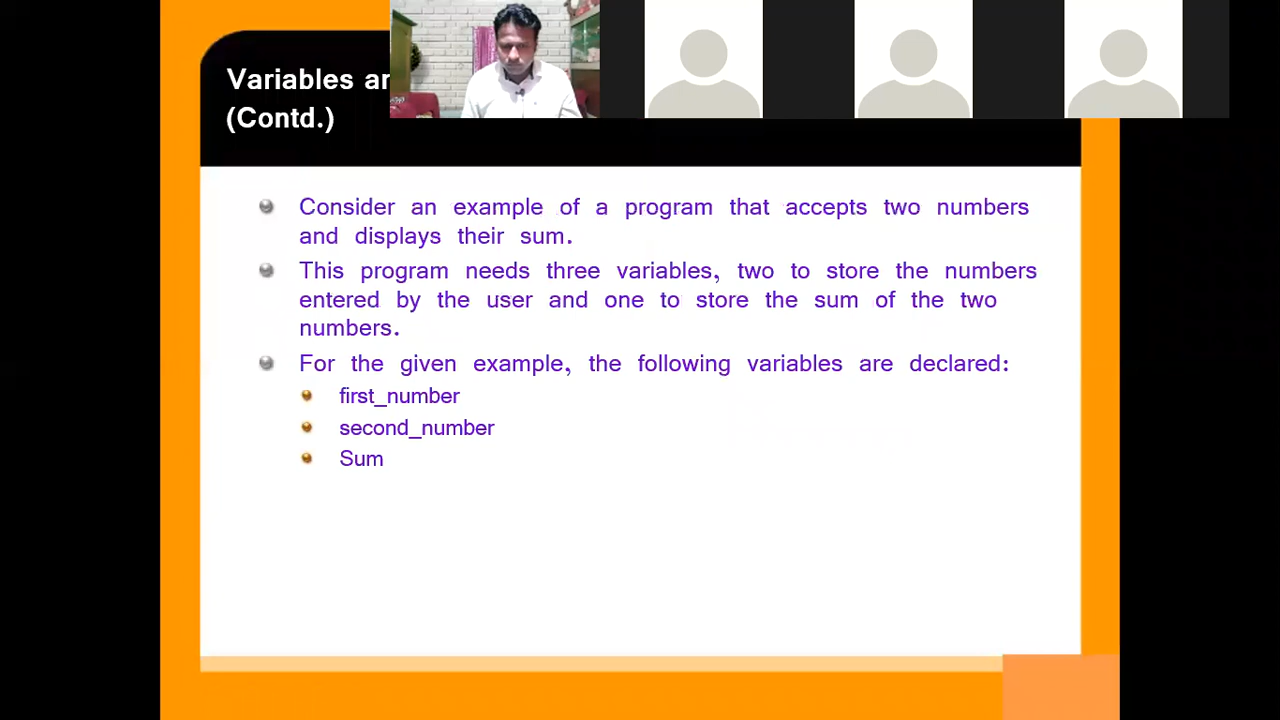 Variables
(Contd.)
Consider an example of a program that accepts two numbers
and displays their sum.
This program needs three variables, two to store the numbers
entered by the user and one to store the sum of the two
numbers.
For the given example, the following variables are declared:
first_number
second_number
Sum